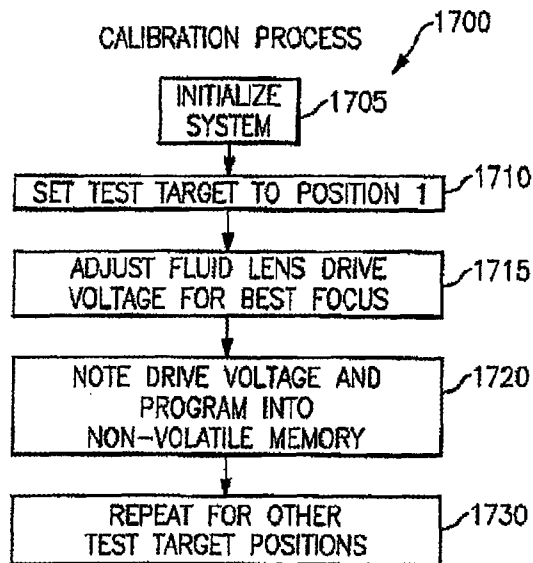 CALIBRATION PROCESS
1700
INITIALIZE
SYSTEM
1705
SET TEST TARGET TO POSITION 1
1710
ADJUST FLUID LENS DRIVE
VOLTAGE FOR BEST FOCUS
1715
NOTE DRIVE VOLTAGE AND
PROGRAM INTO
NON-VOLATILE MEMORY
1720
REPEAT FOR OTHER
TEST TARGET POSITIONS
1730